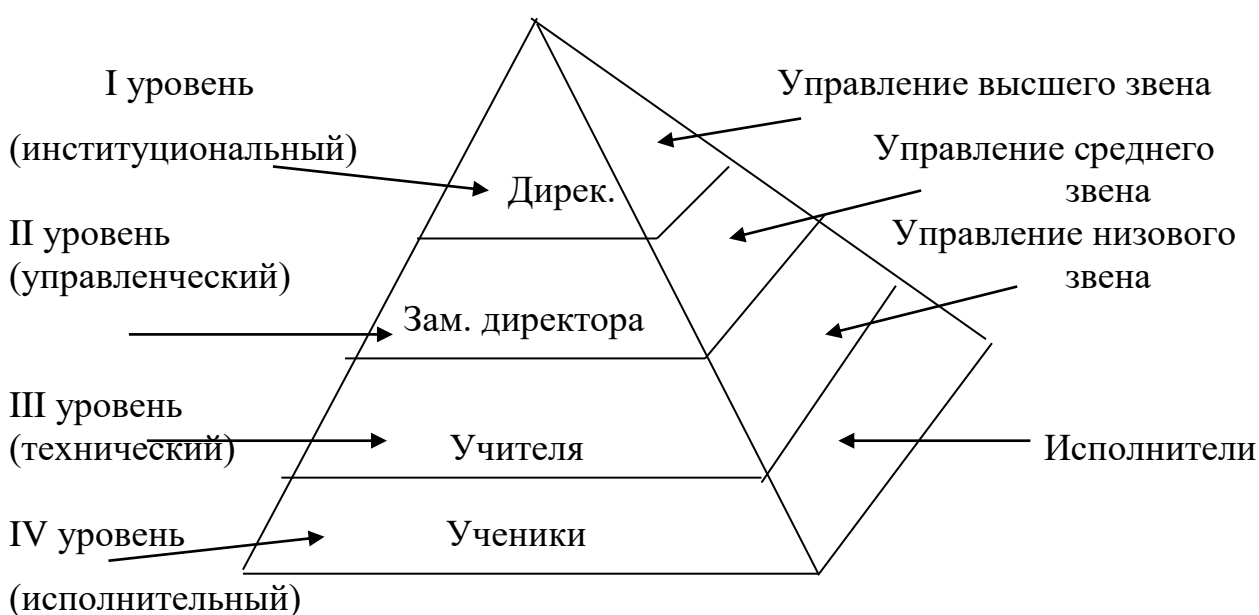 I уровень
(институциональный)
II уровень
(управленческий)
III уровень
(технический)
IV уровень
(исполнительный)
Дирек.
Зам. директора
Учителя
Ученики
Управление высшего звена
Управление среднего
звена
Управление низового
звена
Исполнители